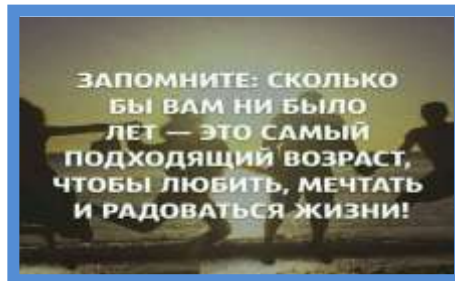 ЗАПОМНИТЕ: СКОЛЬКО
БЫ ВАМ НИ БЫЛО
ЛЕТ — ЭТО САМЫЙ
ПОДХОДЯЩИЙ ВОЗРАСТ,
ЧТОБЫ ЛЮБИТЬ, МЕЧТАТЬ
И РАДОВАТЬСЯ ЖИЗНИ!